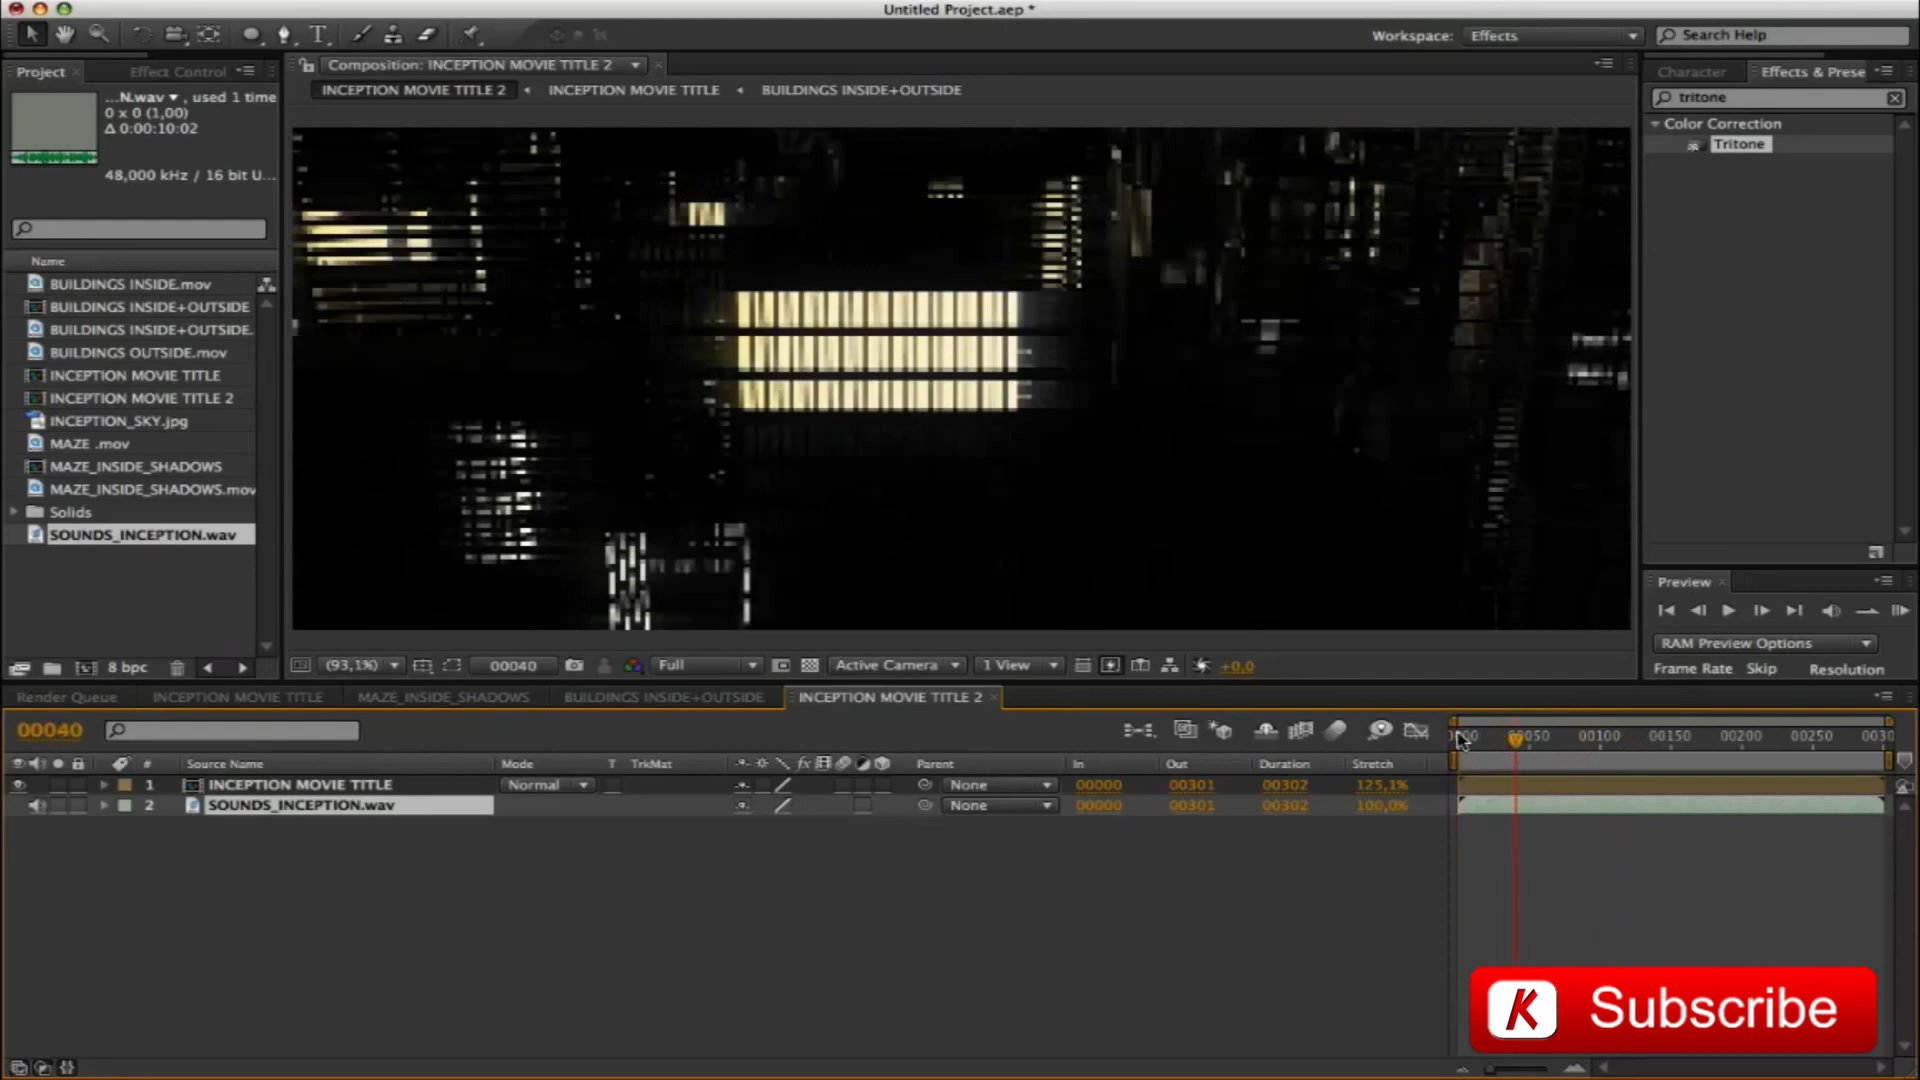 Untitled Project.aep *
Workspace: Effects
Search Help
Project
Effect Control
Composition: INCEPTION MOVIE TITLE 2
Character
Effects & Prese
...N.wav ▾ , used 1 time
0 x 0 (1,00)
Δ 0:00:10:02
48,000 kHz / 16 bit U...
INCEPTION MOVIE TITLE 2
INCEPTION MOVIE TITLE
BUILDINGS INSIDE+OUTSIDE
tritone
Color Correction
Tritone
Name
BUILDINGS INSIDE.mov
BUILDINGS INSIDE+OUTSIDE
BUILDINGS INSIDE+OUTSIDE.
BUILDINGS OUTSIDE.mov
INCEPTION MOVIE TITLE
INCEPTION MOVIE TITLE 2
INCEPTION_SKY.jpg
MAZE .mov
MAZE_INSIDE_SHADOWS
MAZE_INSIDE_SHADOWS.mov
Solids
SOUNDS_INCEPTION.wav
Preview
RAM Preview Options
Frame Rate Skip Resolution
8 bpc
(93,1%)
00040
Full
Active Camera
1 View
+0,0
Render Queue
INCEPTION MOVIE TITLE
MAZE_INSIDE_SHADOWS
BUILDINGS INSIDE+OUTSIDE
INCEPTION MOVIE TITLE 2
00040
00050 00100 00150 00200 00250 0030
# Source Name Mode T TrkMat fx Parent In Out Duration Stretch
1 INCEPTION MOVIE TITLE Normal None 00000 00301 00302 125,1%
2 SOUNDS_INCEPTION.wav None 00000 00301 00302 100,0%
K Subscribe